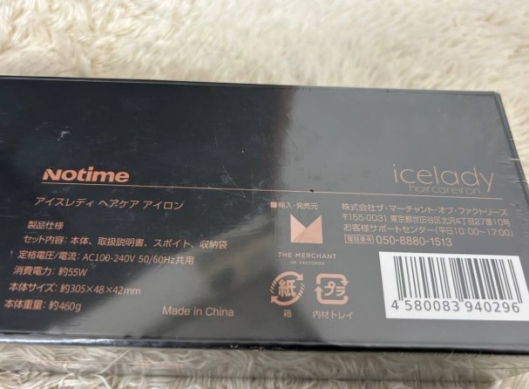 Notime
アイスレディ ヘアケア アイロン
製品仕様
セット内容：本体、取扱説明書、スポイト、収納袋
定格電圧/電流：AC100-240V 50/60Hz共用
消費電力：約55W
本体サイズ：約305×48×42mm
本体重量：約460g
Made in China
■輸入・発売元
THE MERCHANT
OF FACTORIES
紙
箱
プラ
内材トレイ
icelady
haircareiron
株式会社ザ・マーチャント・オブ・ファクトリーズ
〒155-0031 東京都世田谷区北沢4丁目27番10号
お客様サポートセンター(平日10:00〜17:00)
電話番号 050-8880-1513
4 580083 940296